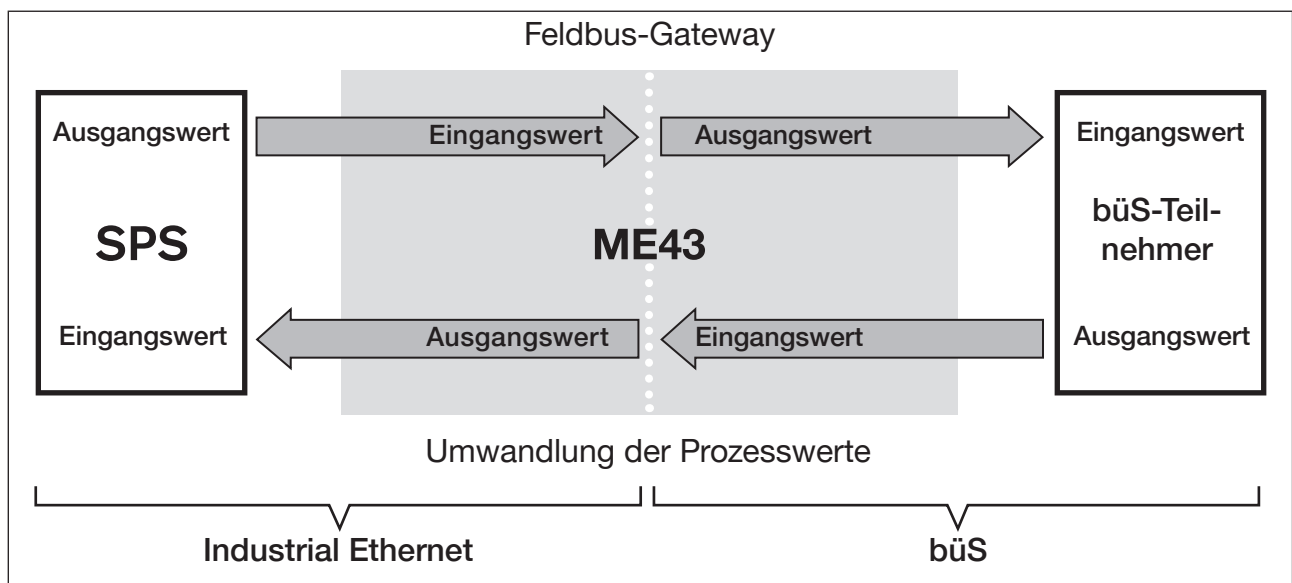 Feldbus-Gateway
Ausgangswert
Eingangswert
Ausgangswert
Eingangswert
SPS
ME43
büS-Teil-
nehmer
Eingangswert
Ausgangswert
Eingangswert
Ausgangswert
Umwandlung der Prozesswerte
Industrial Ethernet
büS